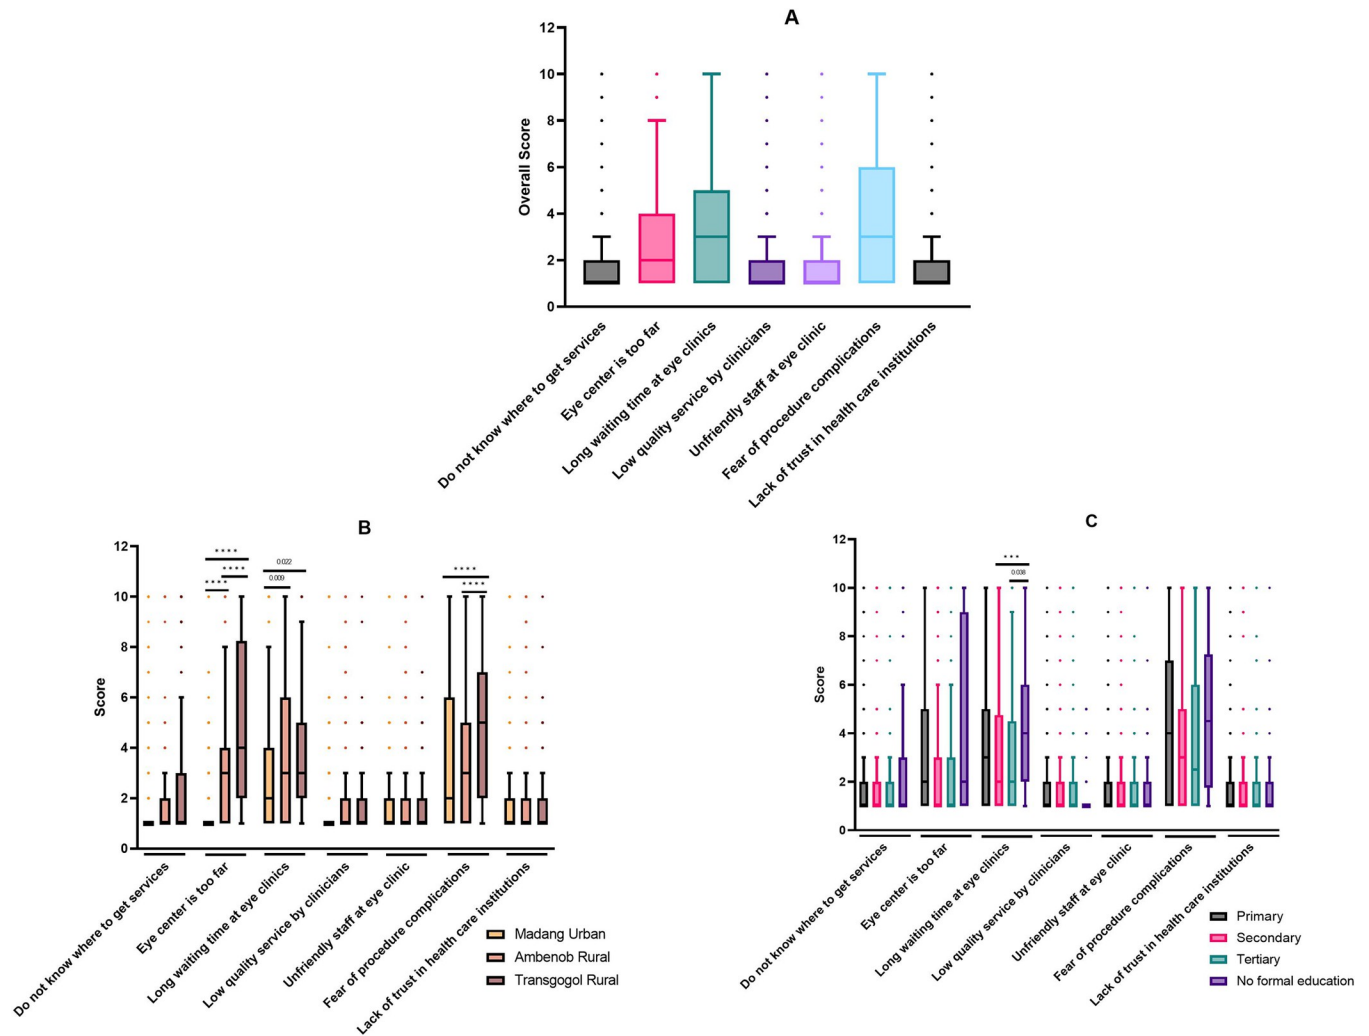 A
12
10
8
6
4
2
0
Overall Score
Do not know where to get services
Eye center is too far
Long waiting time at eye clinics
Low quality service by clinicians
Unfriendly staff at eye clinic
Fear of procedure complications
Lack of trust in health care institutions
B
12
10
8
6
4
2
0
Score
****
****
****
0.022
0.009
****
****
Do not know where to get services
Eye center is too far
Long waiting time at eye clinics
Low quality service by clinicians
Unfriendly staff at eye clinic
Fear of procedure complications
Lack of trust in health care institutions
Madang Urban
Ambenob Rural
Transgogol Rural
C
12
10
8
6
4
2
0
Score
***
0.038
Do not know where to get services
Eye center is too far
Long waiting time at eye clinics
Low quality service by clinicians
Unfriendly staff at eye clinic
Fear of procedure complications
Lack of trust in health care institutions
Primary
Secondary
Tertiary
No formal education